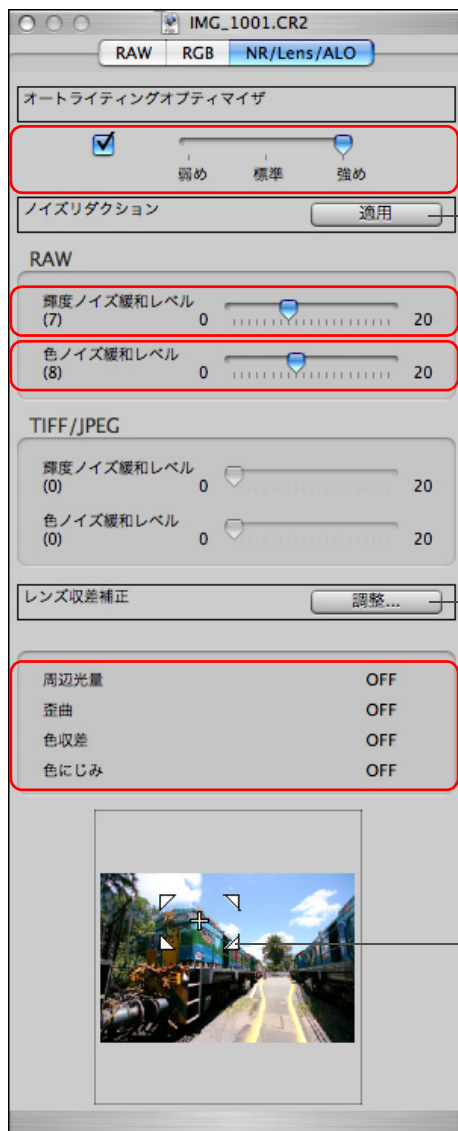 IMG_1001.CR2
RAW RGB NR/Lens/ALO
オートライティングオプティマイザ
弱め 標準 強め
ノイズリダクション 適用
RAW
輝度ノイズ緩和レベル
(7) 0 20
色ノイズ緩和レベル
(8) 0 20
TIFF/JPEG
輝度ノイズ緩和レベル
(0) 0 20
色ノイズ緩和レベル
(0) 0 20
レンズ収差補正 調整...
周辺光量 OFF
歪曲 OFF
色収差 OFF
色にじみ OFF